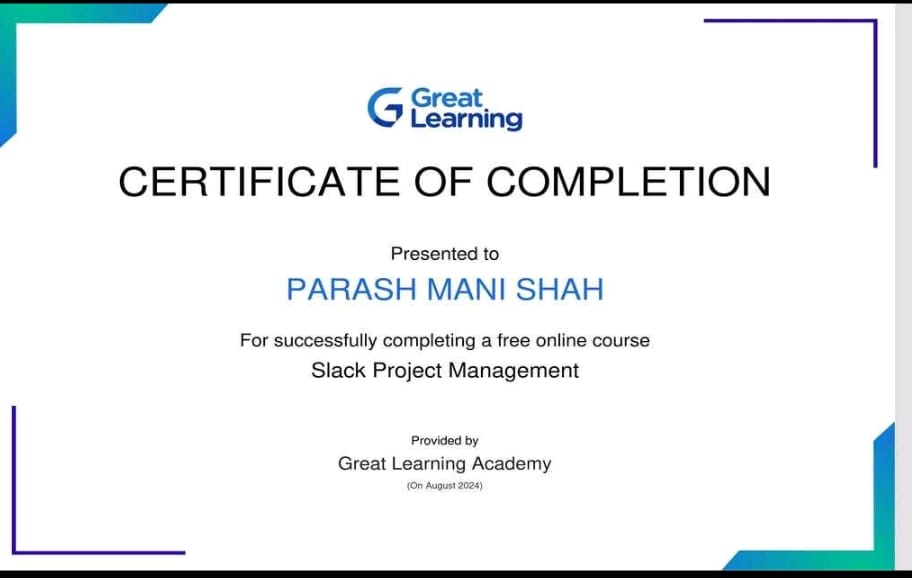 Great
Learning
CERTIFICATE OF COMPLETION
Presented to
PARASH MANI SHAH
For successfully completing a free online course
Slack Project Management
Provided by
Great Learning Academy
(On August 2024)